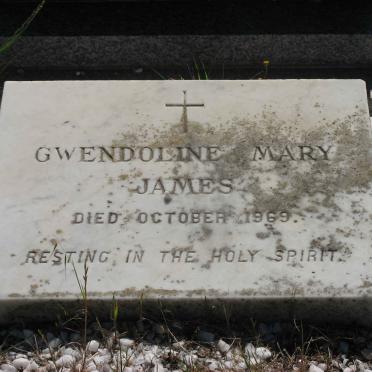 GWENDOLINE MARY
JAMES
DIED OCTOBER 1969.
RESTING IN THE HOLY SPIRIT.